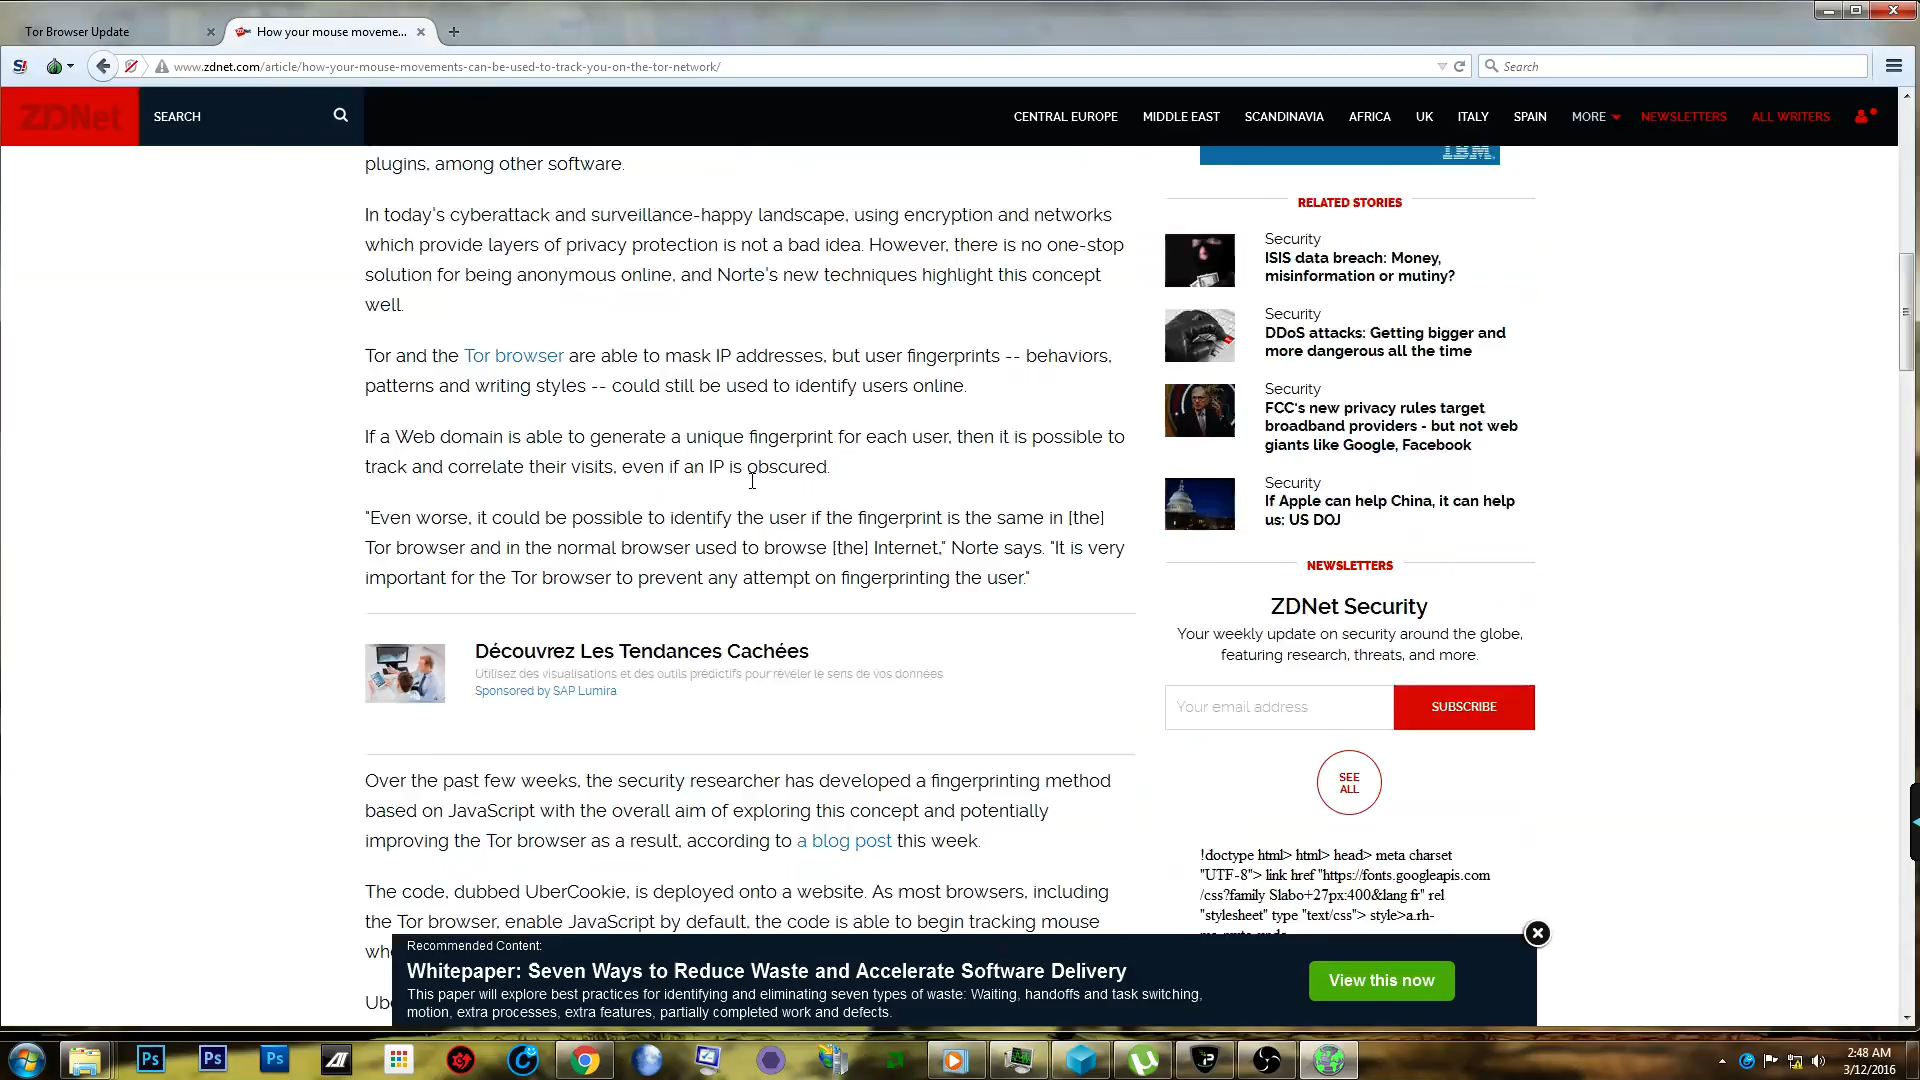 Tor Browser Update
How your mouse moveme...
www.zdnet.com/article/how-your-mouse-movements-can-be-used-to-track-you-on-the-tor-network/
Search
ZDNet
SEARCH
CENTRAL EUROPE
MIDDLE EAST
SCANDINAVIA
AFRICA
UK
ITALY
SPAIN
MORE
NEWSLETTERS
ALL WRITERS
plugins, among other software.
In today's cyberattack and surveillance-happy landscape, using encryption and networks
which provide layers of privacy protection is not a bad idea. However, there is no one-stop
solution for being anonymous online, and Norte's new techniques highlight this concept
well.
Tor and the Tor browser are able to mask IP addresses, but user fingerprints -- behaviors,
patterns and writing styles -- could still be used to identify users online.
If a Web domain is able to generate a unique fingerprint for each user, then it is possible to
track and correlate their visits, even if an IP is obscured.
"Even worse, it could be possible to identify the user if the fingerprint is the same in [the]
Tor browser and in the normal browser used to browse [the] Internet," Norte says. "It is very
important for the Tor browser to prevent any attempt on fingerprinting the user."
Découvrez Les Tendances Cachées
Utilisez des visualisations et des outils prédictifs pour révéler le sens de vos données
Sponsored by SAP Lumira
Over the past few weeks, the security researcher has developed a fingerprinting method
based on JavaScript with the overall aim of exploring this concept and potentially
improving the Tor browser as a result, according to a blog post this week.
The code, dubbed UberCookie, is deployed onto a website. As most browsers, including
the Tor browser, enable JavaScript by default, the code is able to begin tracking mouse
IBM
RELATED STORIES
Security
ISIS data breach: Money,
misinformation or mutiny?
Security
DDoS attacks: Getting bigger and
more dangerous all the time
Security
FCC's new privacy rules target
broadband providers - but not web
giants like Google, Facebook
Security
If Apple can help China, it can help
us: US DOJ
NEWSLETTERS
ZDNet Security
Your weekly update on security around the globe,
featuring research, threats, and more.
Your email address
SUBSCRIBE
SEE
ALL
!doctype html> html> head> meta charset
"UTF-8"> link href "https://fonts.googleapis.com
/css?family Slabo+27px:400&lang fr" rel
"stylesheet" type "text/css"> style>a.rh-
Recommended Content:
Whitepaper: Seven Ways to Reduce Waste and Accelerate Software Delivery
This paper will explore best practices for identifying and eliminating seven types of waste: Waiting, handoffs and task switching,
motion, extra processes, extra features, partially completed work and defects.
View this now
Ps
Ps
Ps
2:48 AM
3/12/2016